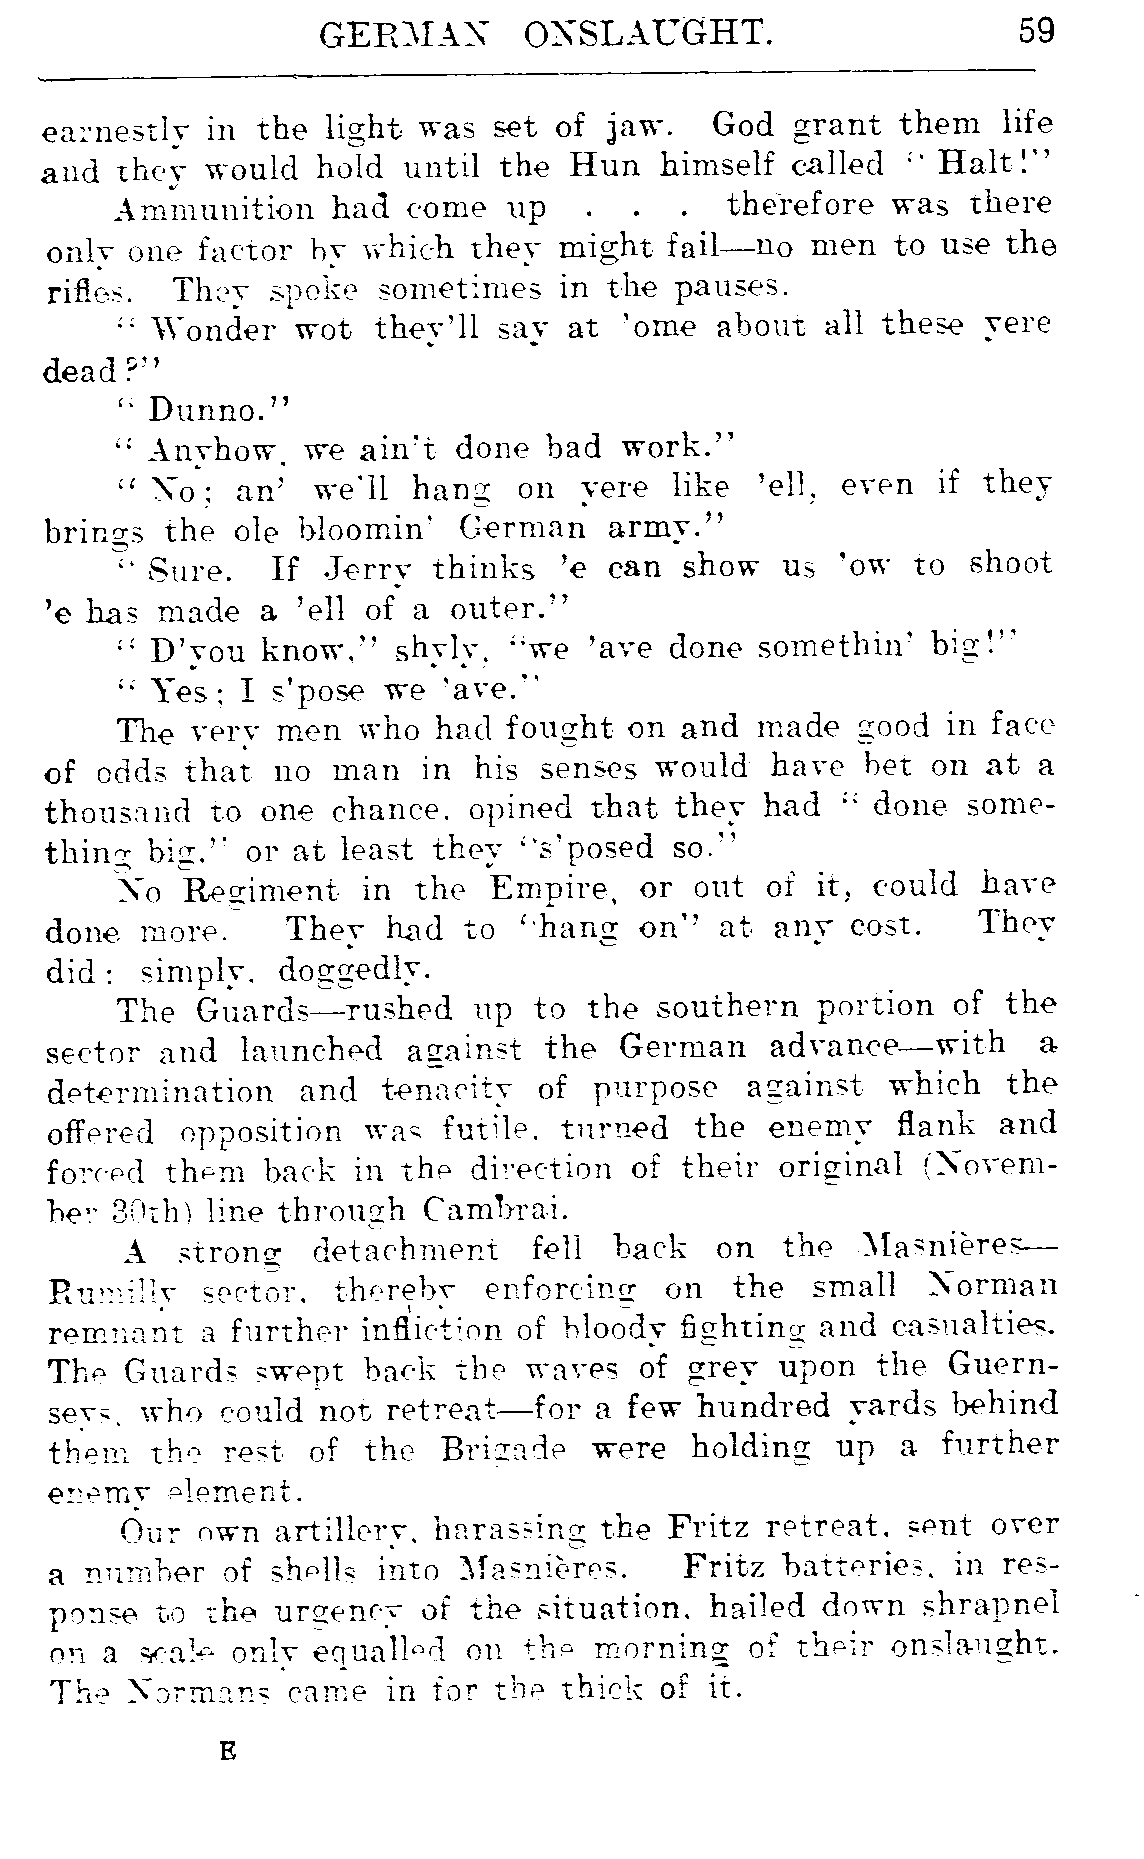 GERMAN ONSLAUGHT. 59
earnestly in the light was set of jaw. God grant them life
and they would hold until the Hun himself called “ Halt!”
Ammunition had come up . . . therefore was there
only one factor by which they might fail—no men to use the
rifles. They spoke sometimes in the pauses.
“ Wonder wot they’ll say at ’ome about all these yere
dead?”
“ Dunno.”
“ Anyhow, we ain’t done bad work.”
“ No; an’ we’ll hang on yere like ’ell, even if they
brings the ole bloomin’ German army.”
“ Sure. If Jerry thinks ’e can show us ’ow to shoot
’e has made a ’ell of a outer.”
“ D’you know,” shyly, “we ’ave done somethin’ big!”
“ Yes; I s’pose we ’ave.”
The very men who had fought on and made good in face
of odds that no man in his senses would have bet on at a
thousand to one chance, opined that they had “ done some-
thing big,” or at least they “s’posed so.”
No Regiment in the Empire, or out of it, could have
done more. They had to “hang on” at any cost. They
did: simply, doggedly.
The Guards—rushed up to the southern portion of the
sector and launched against the German advance—with a
determination and tenacity of purpose against which the
offered opposition was futile, turned the enemy flank and
forced them back in the direction of their original (Novem-
ber 30th) line through Cambrai.
A strong detachment fell back on the Masnières—
Rumilly sector, thereby enforcing on the small Norman
remnant a further infliction of bloody fighting and casualties.
The Guards swept back the waves of grey upon the Guern-
seys, who could not retreat—for a few hundred yards behind
them the rest of the Brigade were holding up a further
enemy element.
Our own artillery, harassing the Fritz retreat, sent over
a number of shells into Masnières. Fritz batteries, in res-
ponse to the urgency of the situation, hailed down shrapnel
on a scale only equalled on the morning of their onslaught.
The Normans came in for the thick of it.
E